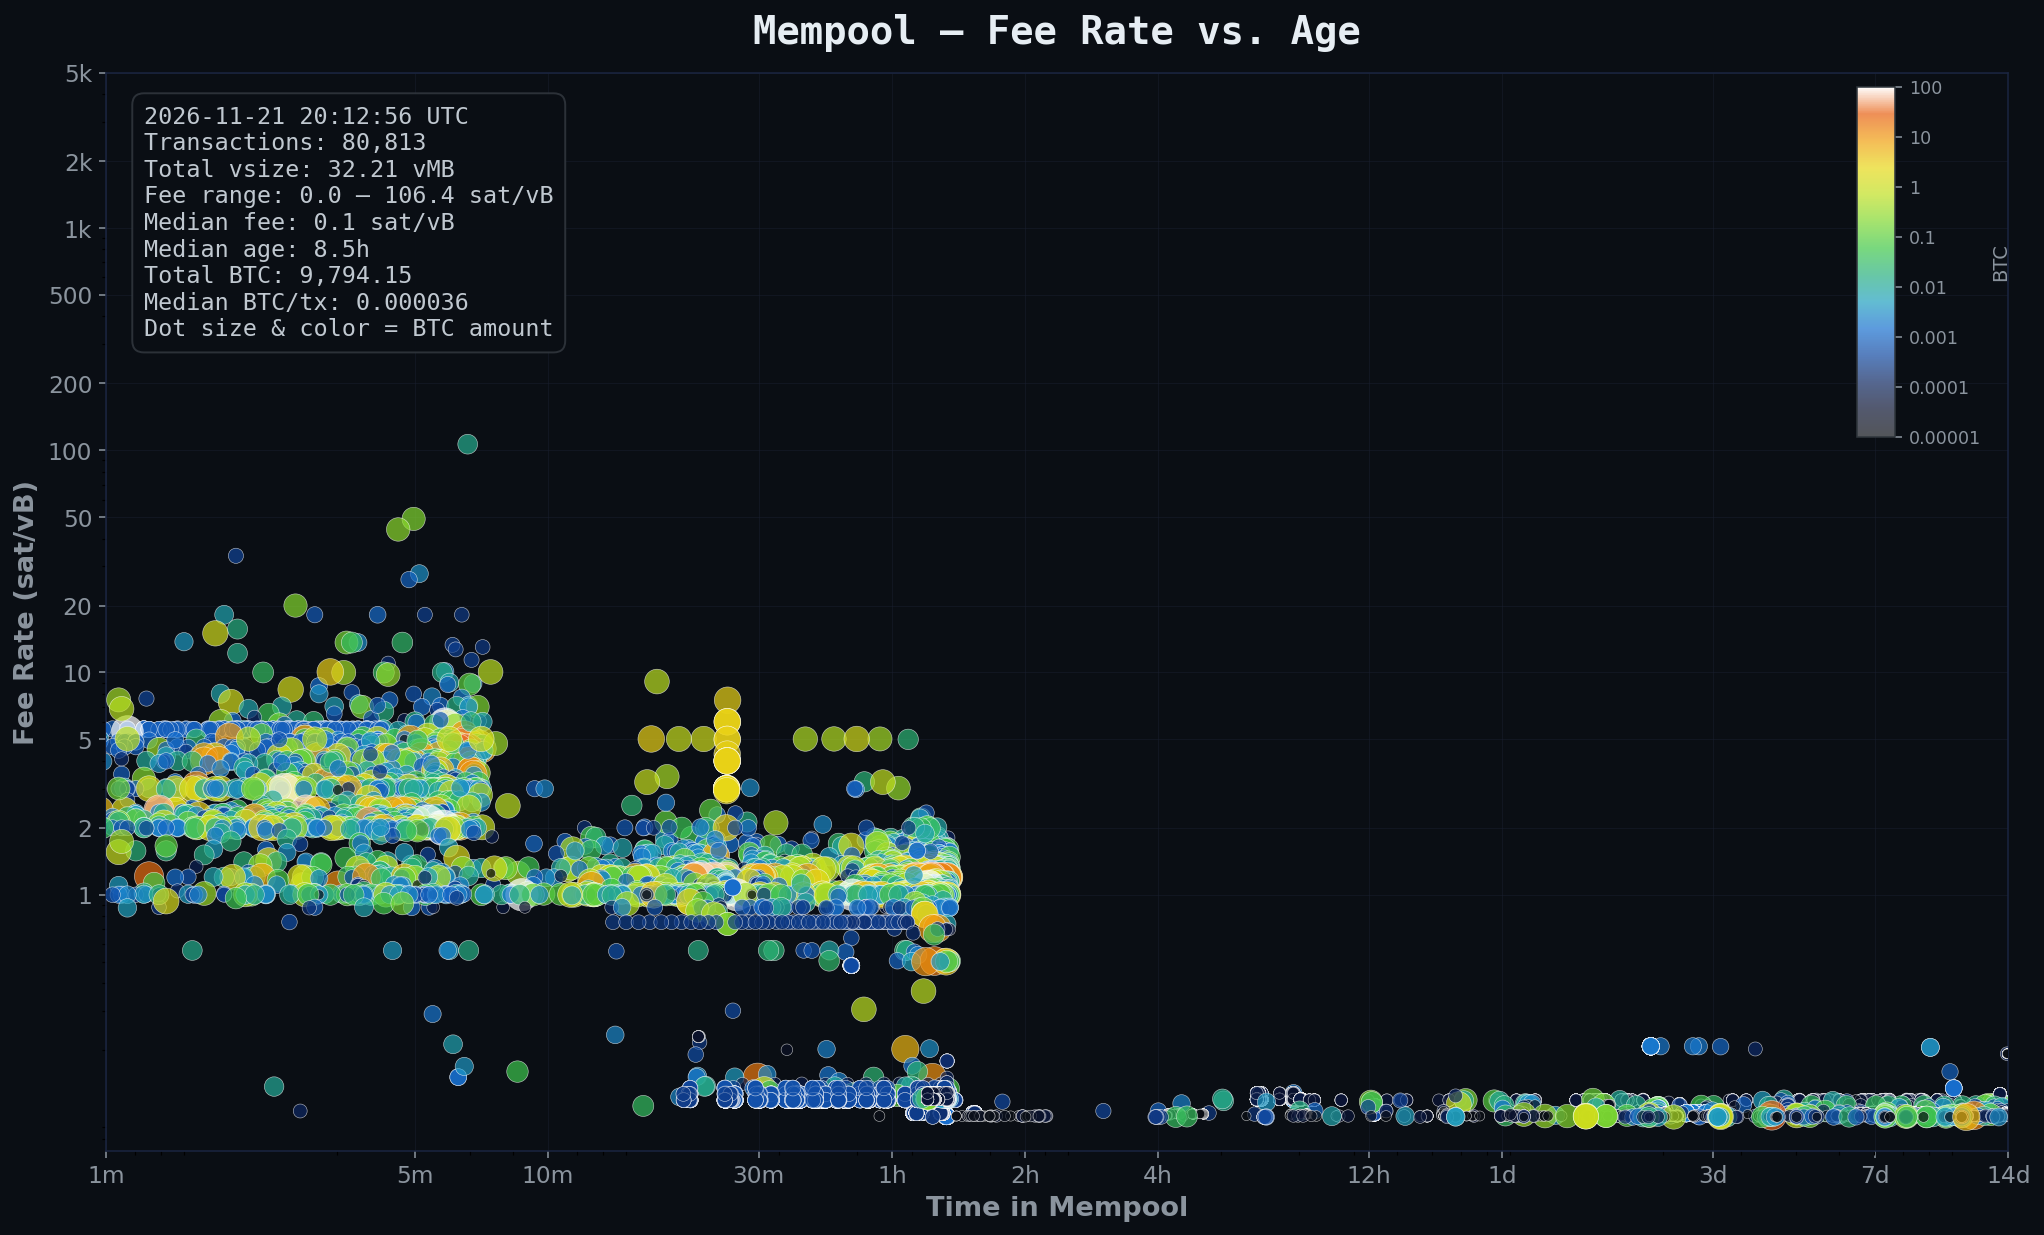 Mempool — Fee Rate vs. Age
5k
2k
1k
500
200
100
50
20
10
5
2
1
Fee Rate (sat/vB)
2026-11-21 20:12:56 UTC
Transactions: 80,813
Total vsize: 32.21 vMB
Fee range: 0.0 – 106.4 sat/vB
Median fee: 0.1 sat/vB
Median age: 8.5h
Total BTC: 9,794.15
Median BTC/tx: 0.000036
Dot size & color = BTC amount
100
10
1
0.1
0.01
0.001
0.0001
0.00001
BTC
1m 5m 10m 30m 1h 2h 4h 12h 1d 3d 7d 14d
Time in Mempool